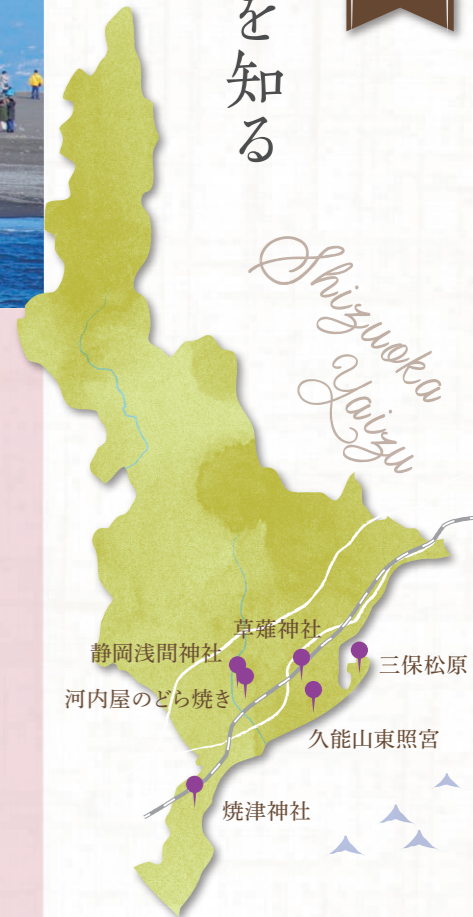 を知る
Shizuoka
Yaizu
草薙神社
静岡浅間神社
三保松原
河内屋のどら焼き
久能山東照宮
焼津神社